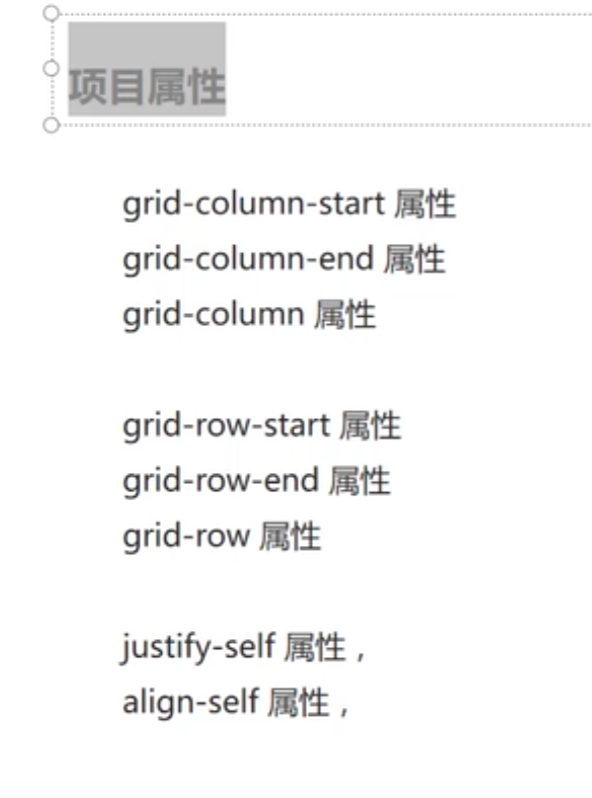 项目属性
grid-column-start 属性
grid-column-end 属性
grid-column 属性
grid-row-start 属性
grid-row-end 属性
grid-row 属性
justify-self 属性，
align-self 属性，